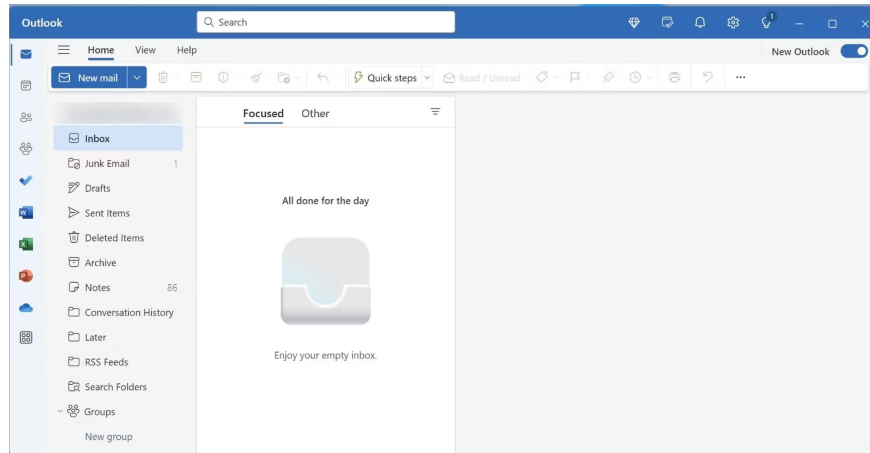 Outlook
Search
1
Home View Help
New Outlook
New mail
Quick steps
Read / Unread
Focused Other
Inbox
Junk Email 1
Drafts
Sent Items
Deleted Items
Archive
Notes 86
Conversation History
Later
RSS Feeds
Search Folders
Groups
New group
All done for the day
Enjoy your empty inbox.